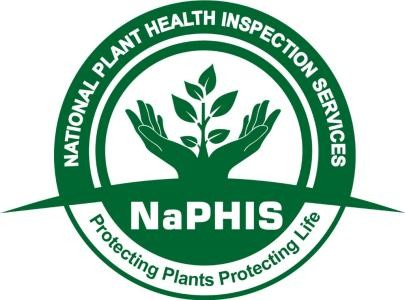 NATIONAL PLANT HEALTH INSPECTION SERVICES
NaPHIS
Protecting Plants Protecting Life